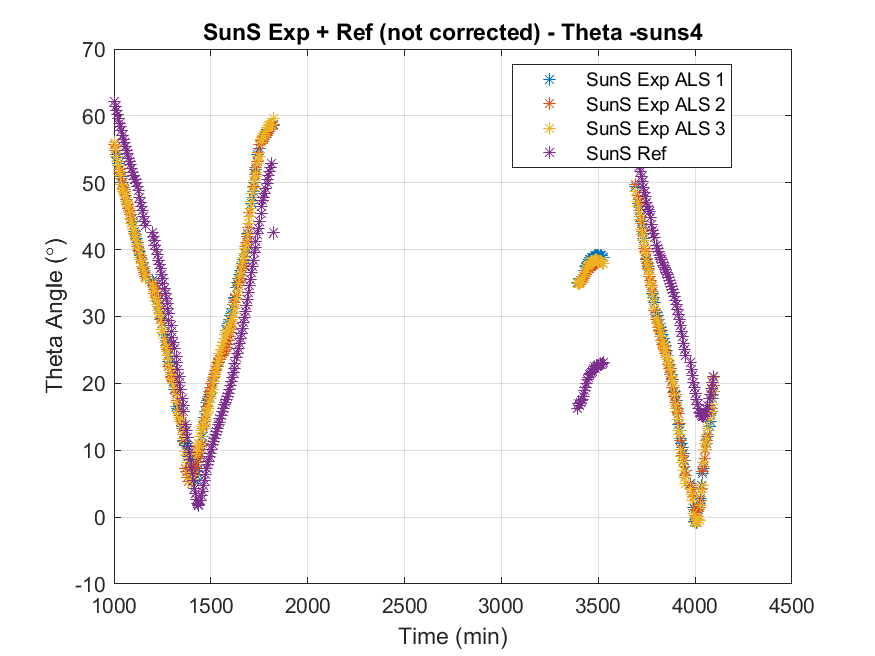 SunS Exp + Ref (not corrected) - Theta -suns4
70
60
50
40
30
20
10
0
-10
Theta Angle (°)
SunS Exp ALS 1
SunS Exp ALS 2
SunS Exp ALS 3
SunS Ref
1000 1500 2000 2500 3000 3500 4000 4500
Time (min)